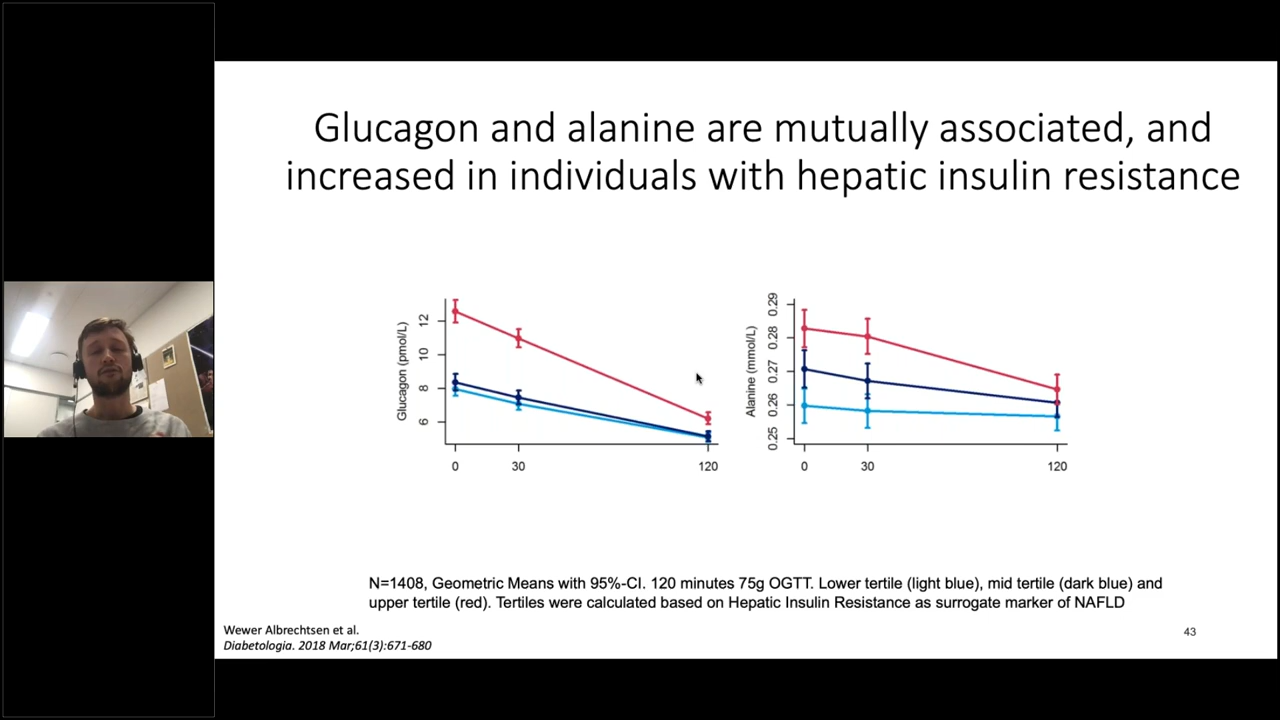 Glucagon and alanine are mutually associated, and
increased in individuals with hepatic insulin resistance
Glucagon (pmol/L)
12
10
8
6
0
30
120
Alanine (mmol/L)
0.29
0.28
0.27
0.26
0.25
0
30
120
N=1408, Geometric Means with 95%-CI. 120 minutes 75g OGTT. Lower tertile (light blue), mid tertile (dark blue) and
upper tertile (red). Tertiles were calculated based on Hepatic Insulin Resistance as surrogate marker of NAFLD
Wewer Albrechtsen et al.
Diabetologia. 2018 Mar;61(3):671-680
43